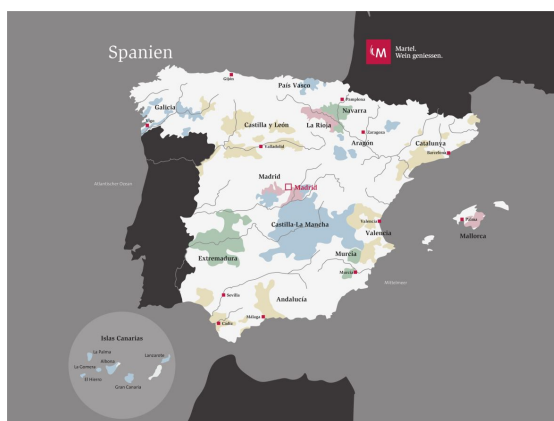 Spanien
Martel.
Wein geniessen.
Gijón
País Vasco
Galicia
Pamplona
Navarra
Vigo
Castilla y León
La Rioja
Zaragoza
Valladolid
Aragón
Catalunya
Barcelona
Atlantischer Ozean
Madrid
Madrid
Palma
Castilla-La Mancha
Valencia
Valencia
Mallorca
Extremadura
Murcia
Murcia
Mittelmeer
Sevilla
Andalucía
Málaga
Cádiz
Islas Canarias
La Palma
Lanzarote
La Gomera
El Hierro
Gran Canaria